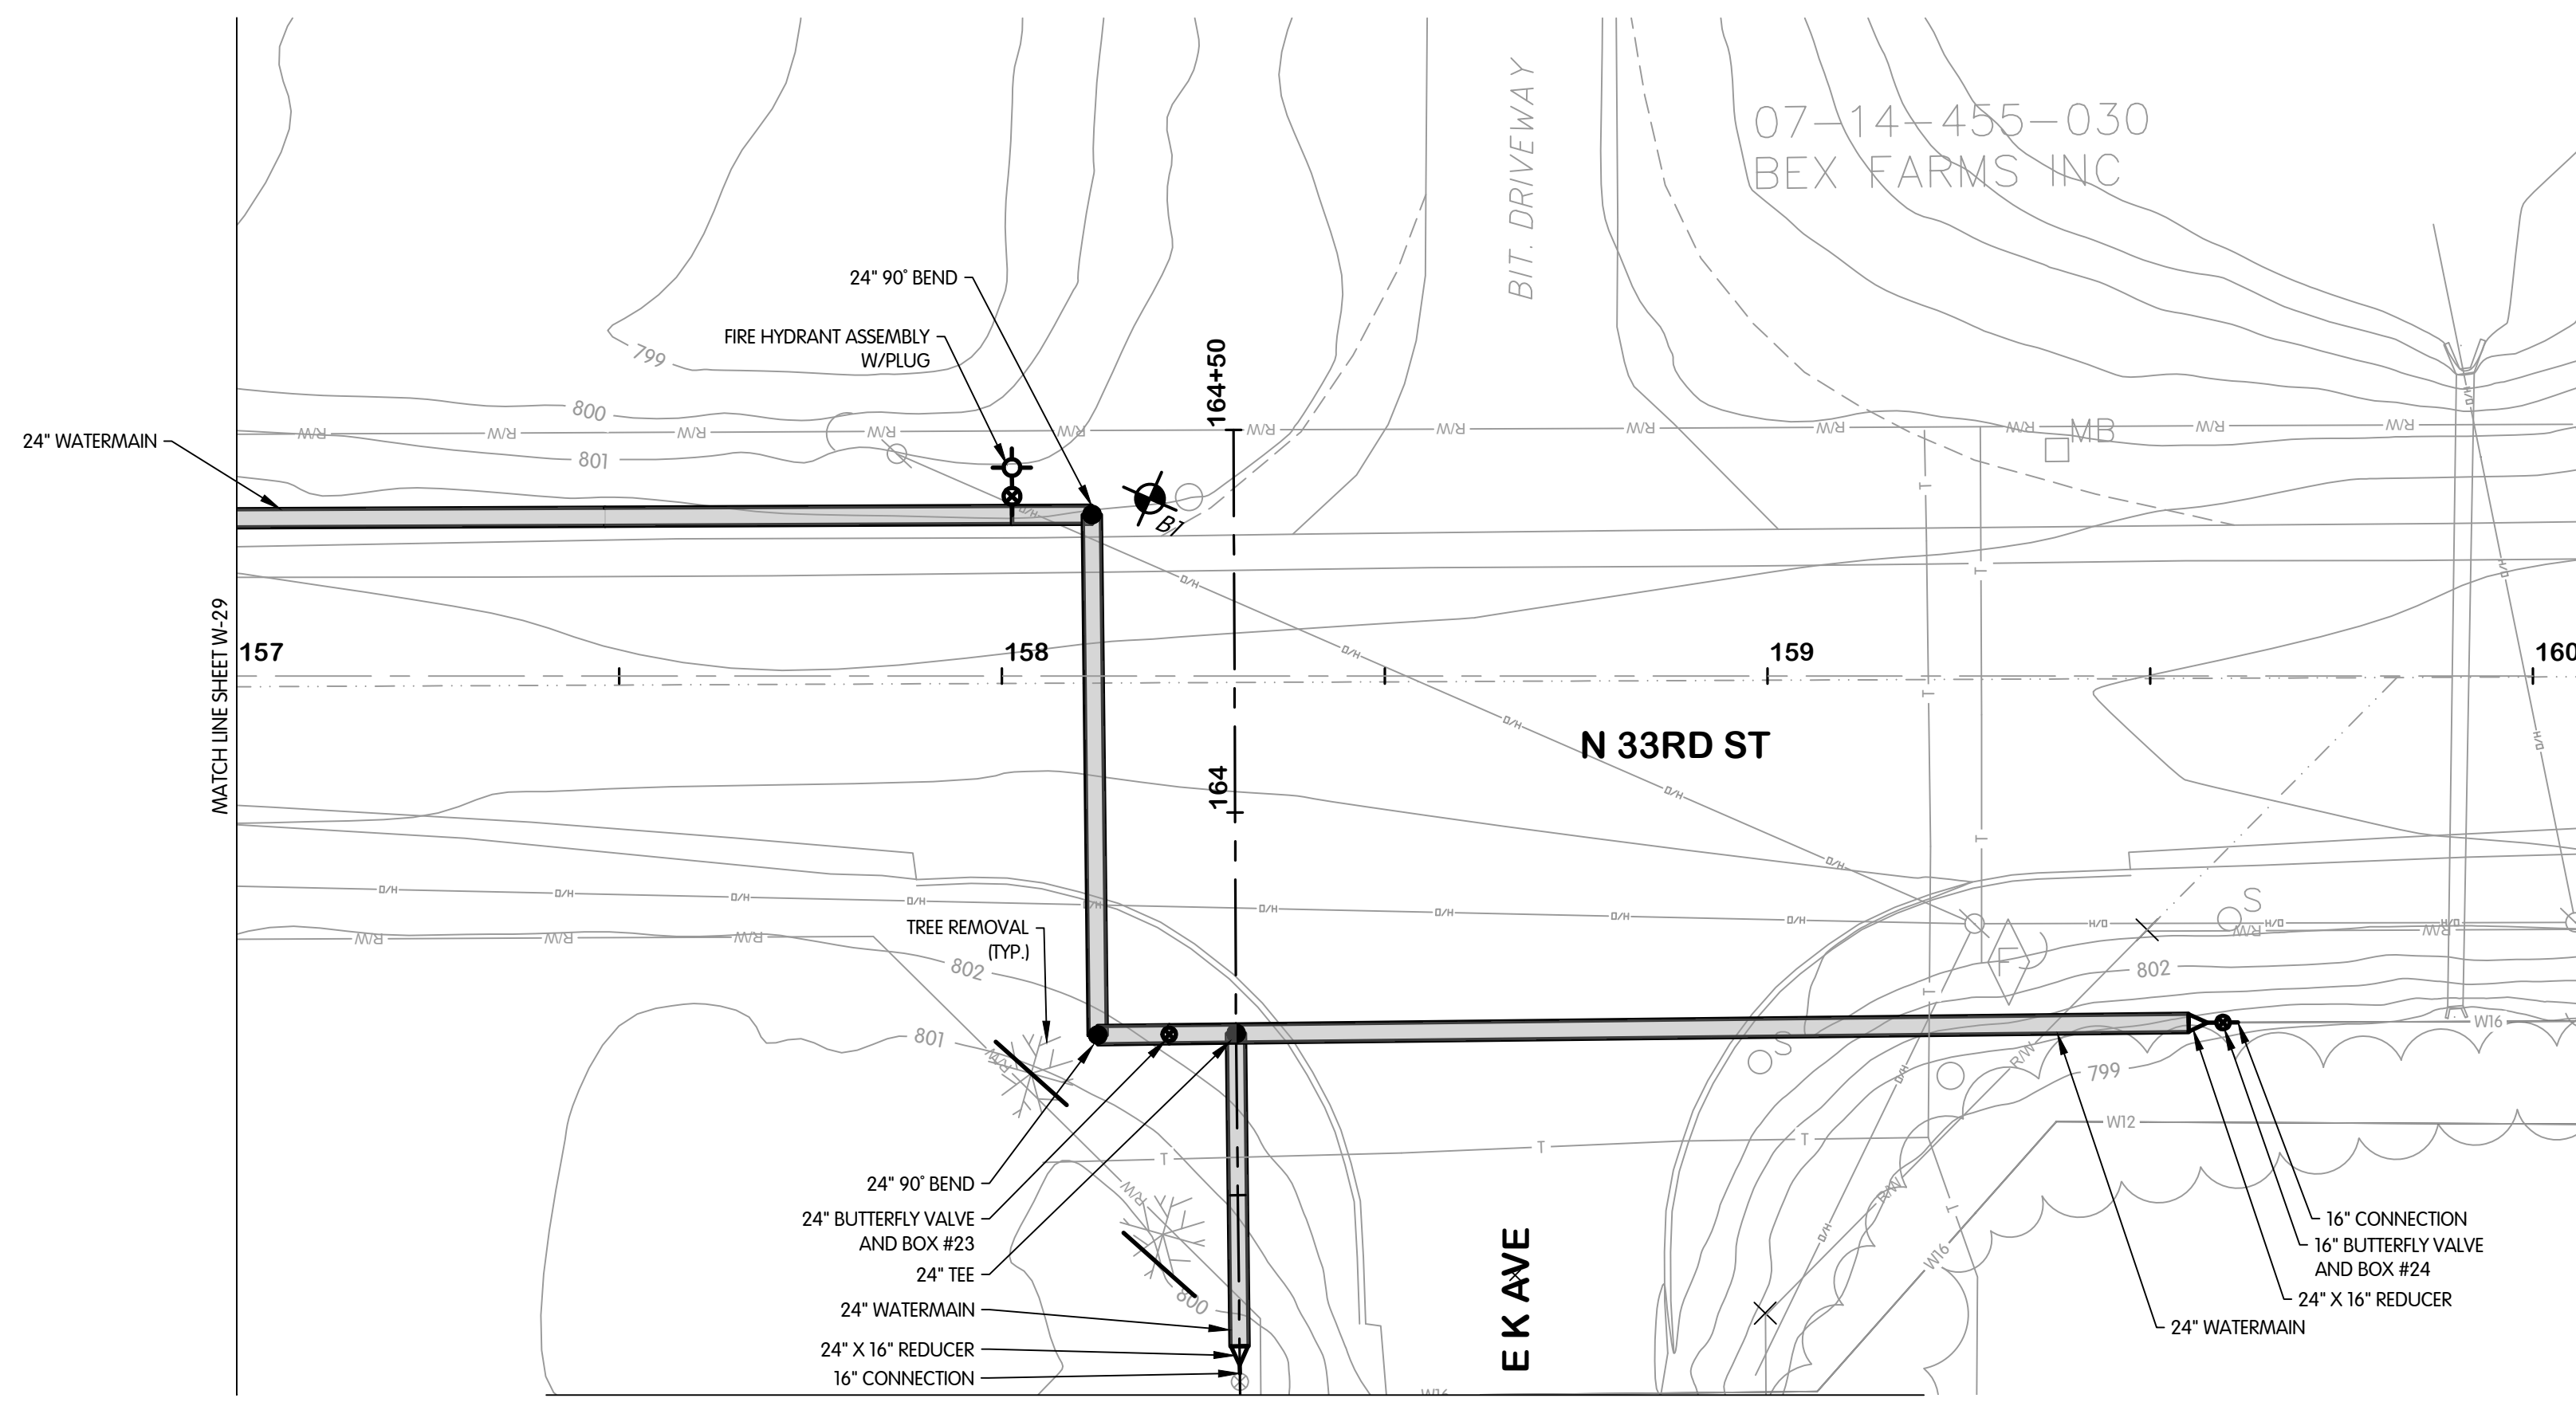 07-14-455-030
BEX FARMS INC
BIT. DRIVEWAY
24" 90° BEND
FIRE HYDRANT ASSEMBLY
W/PLUG
164+50
799
800
R/W R/W R/W R/W R/W R/W R/W R/W R/W R/W R/W R/W
MB
24" WATERMAIN
801
O/H
T
B1
O/H
O/H
T
O/H
MATCH LINE SHEET W-29
157
158
159
160
O/H
T
O/H
N 33RD ST
O/H
O/H
164
T
O/H
O/H O/H O/H O/H O/H O/H O/H O/H O/H O/H O/H O/H
S
R/W R/W R/W R/W R/W
TREE REMOVAL
(TYP.)
802
F
802
T
W16
801
R/W
S
R/W
799
O/H
W12
T T T
24" 90° BEND
R/W
R/W
T
24" BUTTERFLY VALVE
AND BOX #23
O/H
W16
16" CONNECTION
16" BUTTERFLY VALVE
AND BOX #24
24" TEE
800
24" X 16" REDUCER
24" WATERMAIN
24" WATERMAIN
E K AVE
24" X 16" REDUCER
16" CONNECTION
W16